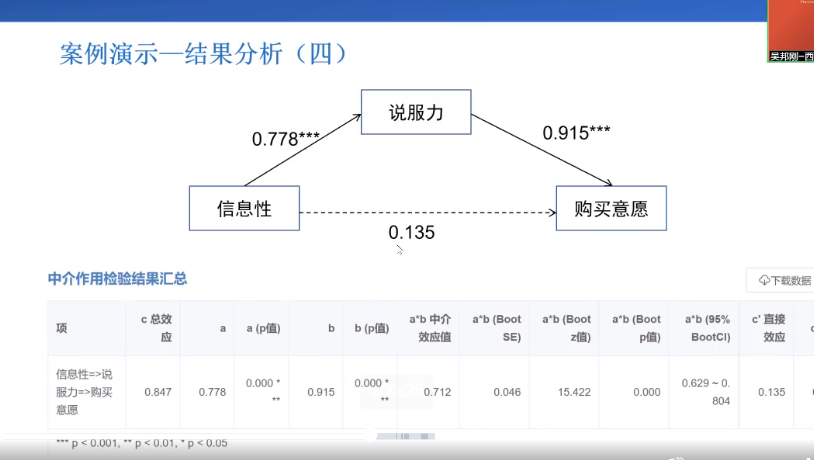 吴邦刚一西
案例演示—结果分析（四）
说服力
0.778***
0.915***
信息性
购买意愿
0.135
中介作用检验结果汇总
下载数据
项
c 总效
应
a
a (p值)
b
b (p值)
a*b 中介
效应值
a*b (Boot
SE)
a*b (Boot
z值)
a*b (Boot
p值)
a*b (95%
BootCI)
c' 直接
效应
信息性=>说
服力=>购买
意愿
0.847
0.778
0.000 *
**
0.915
0.000 *
**
0.712
0.046
15.422
0.000
0.629 ~ 0.
804
0.135
*** p < 0.001, ** p < 0.01, * p < 0.05